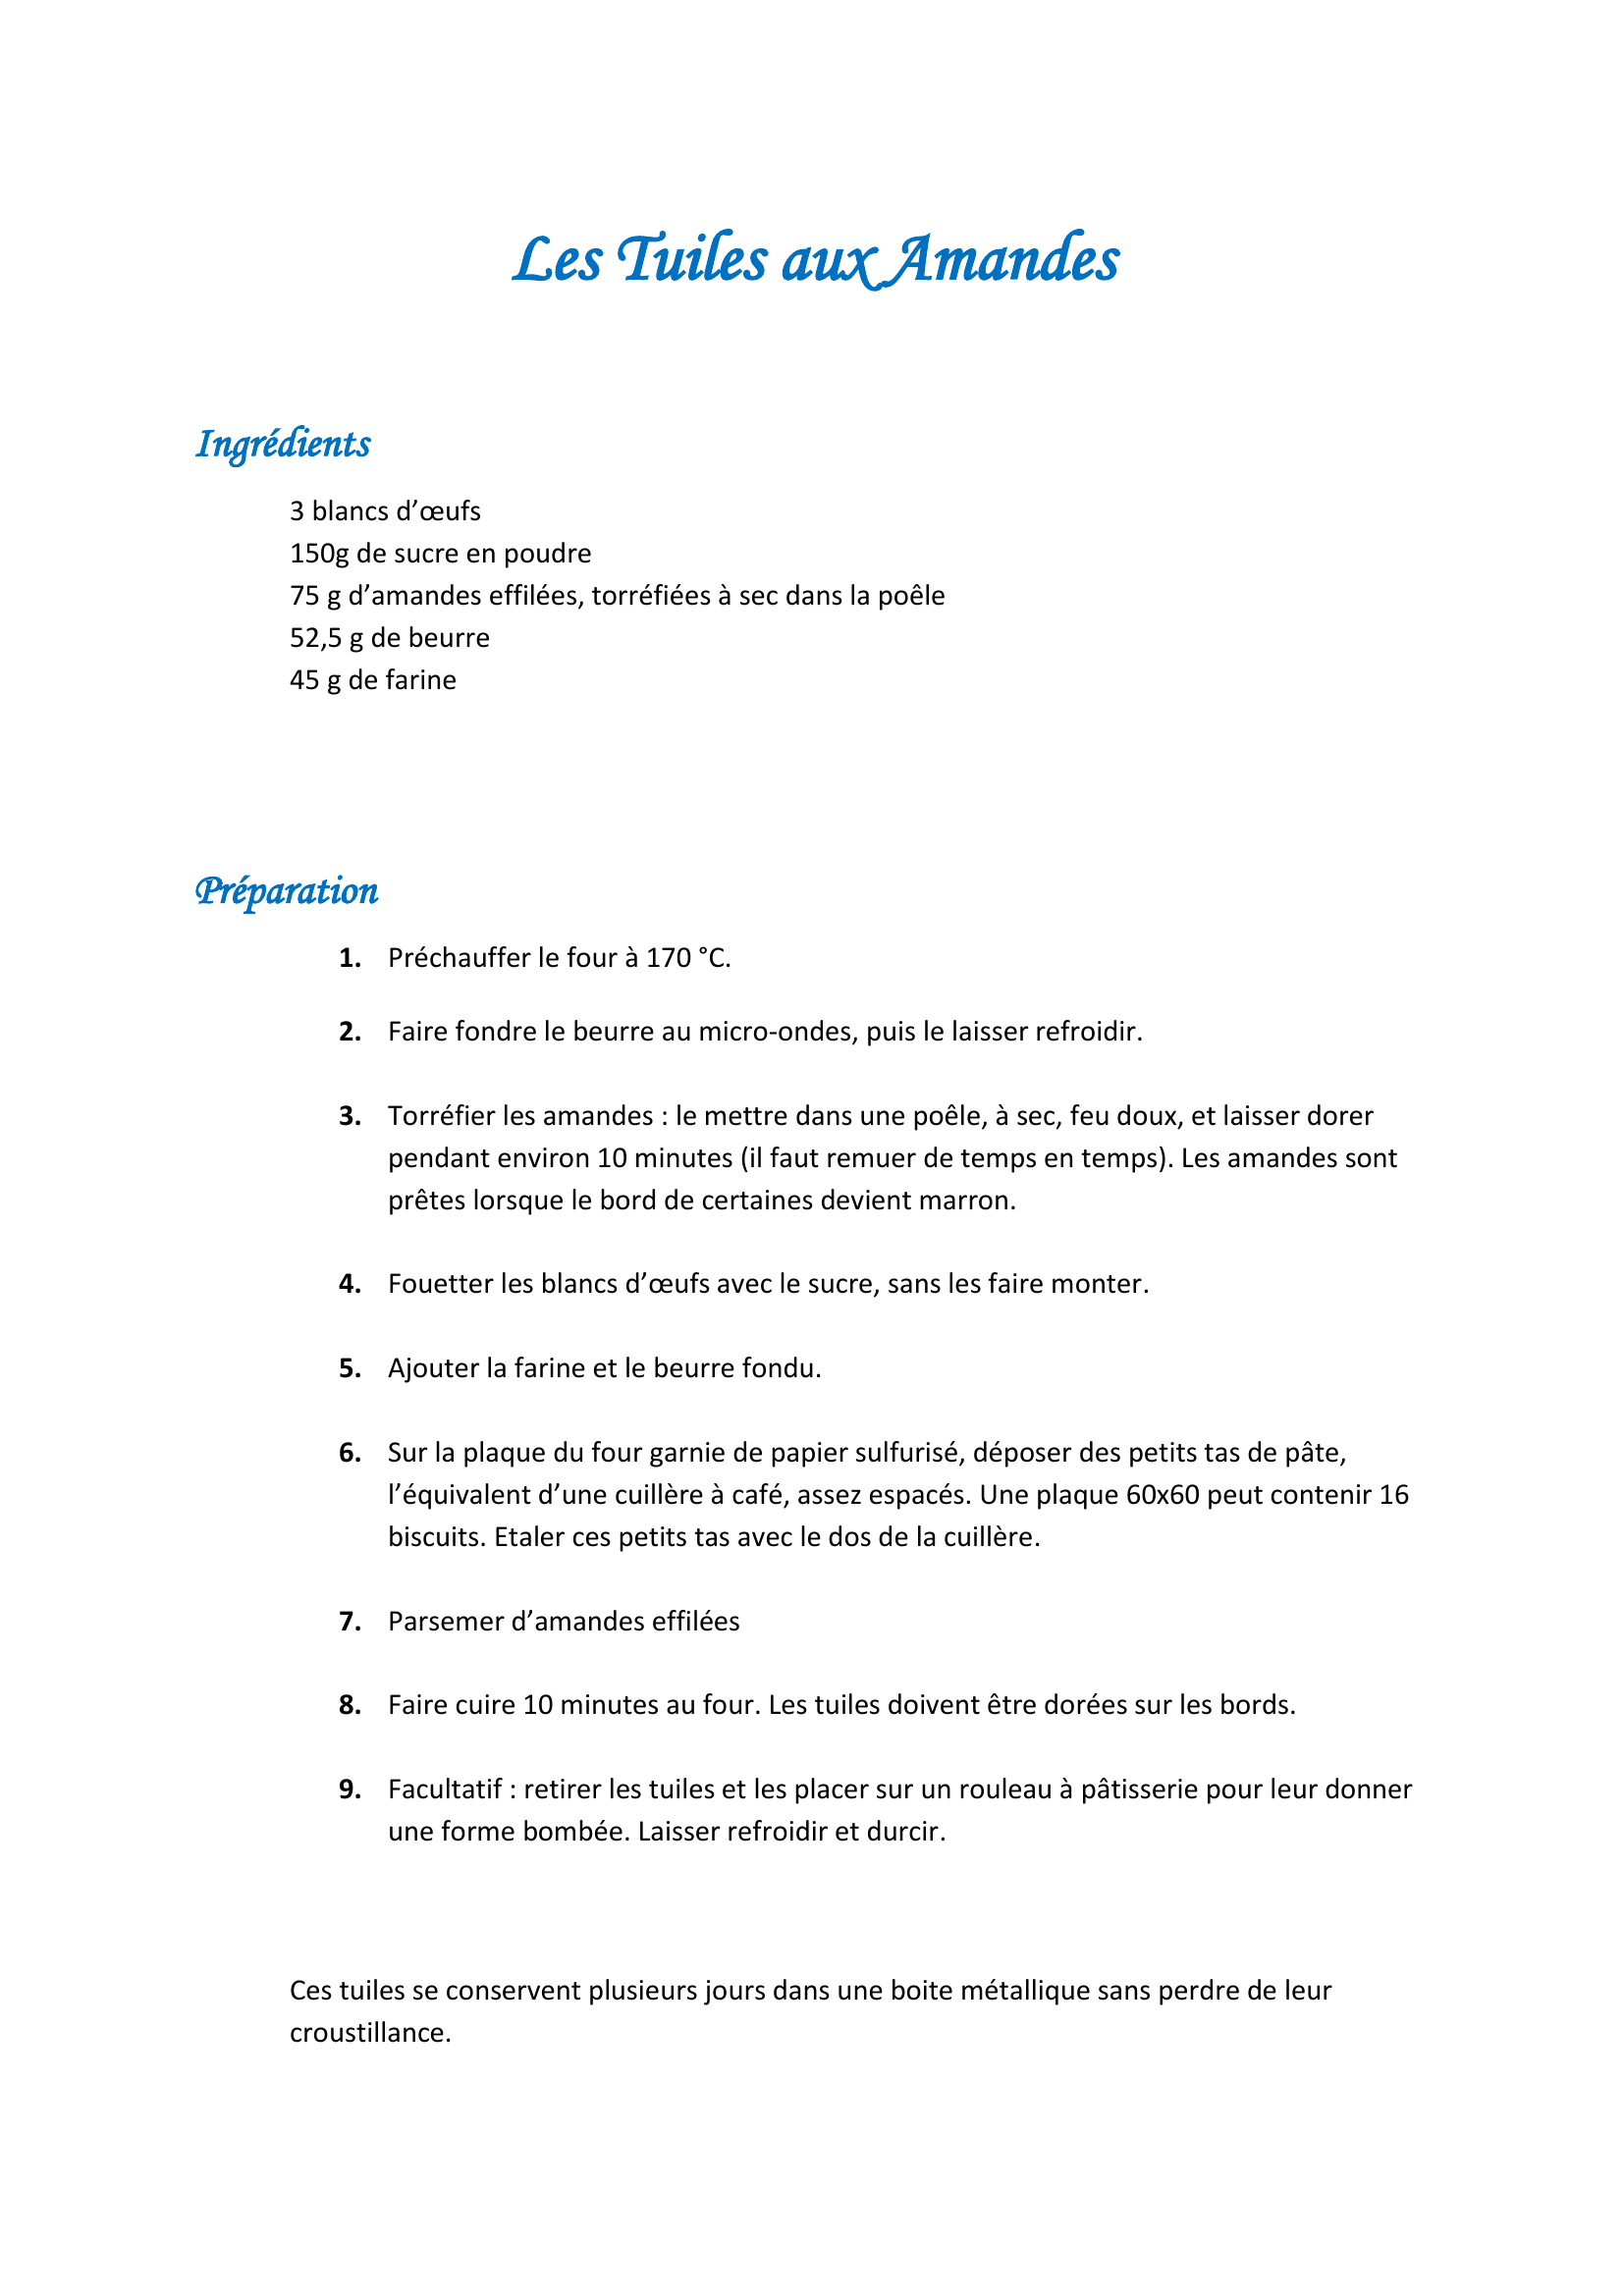 Les Tuiles aux Amandes
Ingrédients
3 blancs d’œufs
150g de sucre en poudre
75 g d’amandes effilées, torréfiées à sec dans la poêle
52,5 g de beurre
45 g de farine
Préparation
1. Préchauffer le four à 170 °C.
2. Faire fondre le beurre au micro-ondes, puis le laisser refroidir.
3. Torréfier les amandes : le mettre dans une poêle, à sec, feu doux, et laisser dorer
pendant environ 10 minutes (il faut remuer de temps en temps). Les amandes sont
prêtes lorsque le bord de certaines devient marron.
4. Fouetter les blancs d’œufs avec le sucre, sans les faire monter.
5. Ajouter la farine et le beurre fondu.
6. Sur la plaque du four garnie de papier sulfurisé, déposer des petits tas de pâte,
l’équivalent d’une cuillère à café, assez espacés. Une plaque 60x60 peut contenir 16
biscuits. Etaler ces petits tas avec le dos de la cuillère.
7. Parsemer d’amandes effilées
8. Faire cuire 10 minutes au four. Les tuiles doivent être dorées sur les bords.
9. Facultatif : retirer les tuiles et les placer sur un rouleau à pâtisserie pour leur donner
une forme bombée. Laisser refroidir et durcir.
Ces tuiles se conservent plusieurs jours dans une boite métallique sans perdre de leur
croustillance.